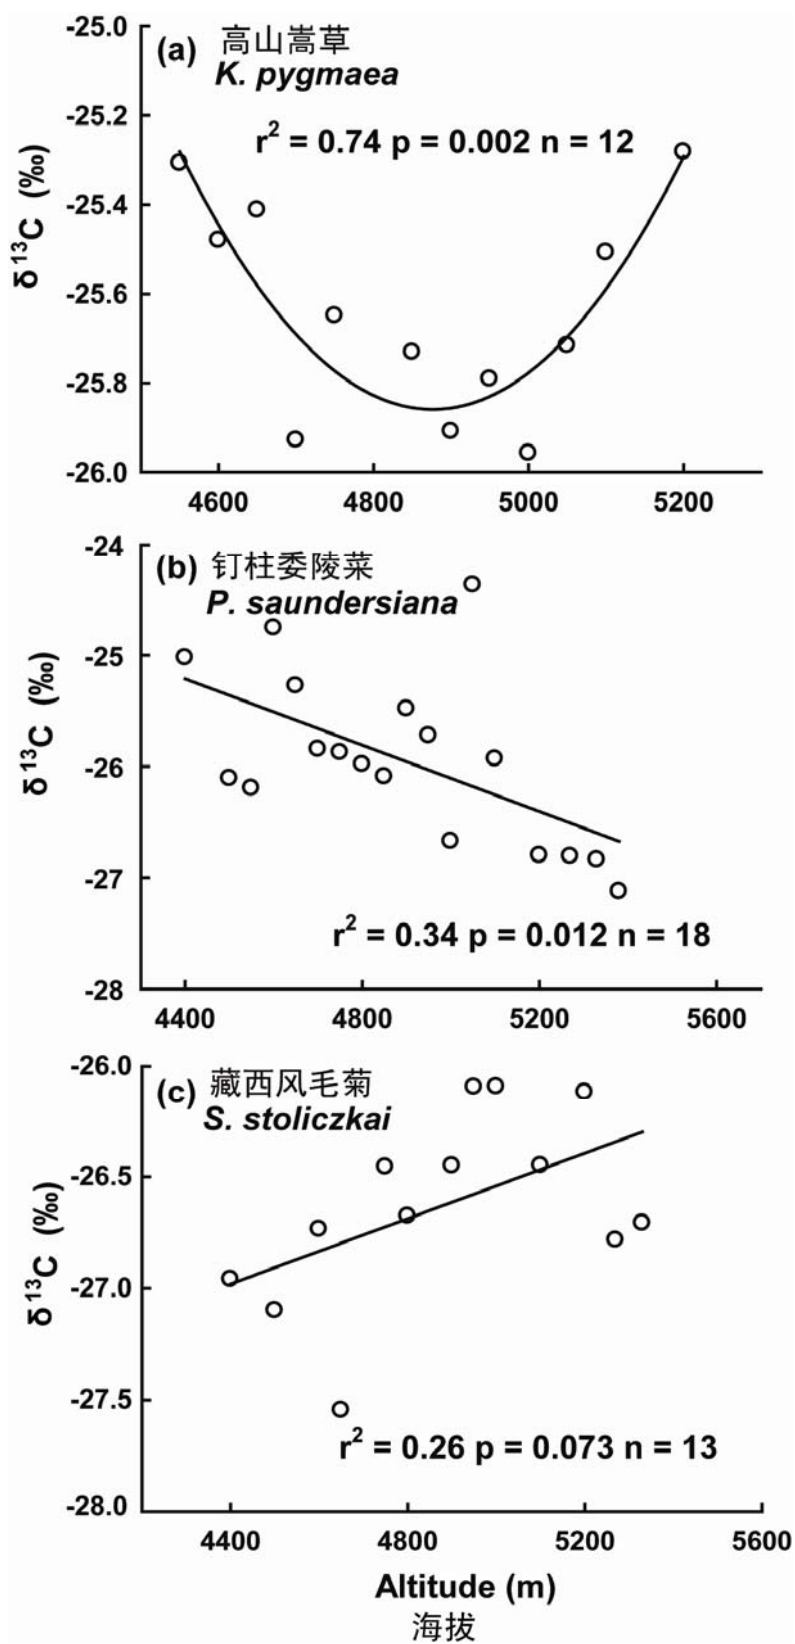 (a) 高山嵩草
K. pygmaea
r² = 0.74 p = 0.002 n = 12
δ¹³C (‰)
-25.0
-25.2
-25.4
-25.6
-25.8
-26.0
4600 4800 5000 5200
(b) 钉柱委陵菜
P. saundersiana
r² = 0.34 p = 0.012 n = 18
δ¹³C (‰)
-24
-25
-26
-27
-28
4400 4800 5200 5600
(c) 藏西风毛菊
S. stoliczkai
r² = 0.26 p = 0.073 n = 13
δ¹³C (‰)
-26.0
-26.5
-27.0
-27.5
-28.0
4400 4800 5200 5600
Altitude (m)
海拔